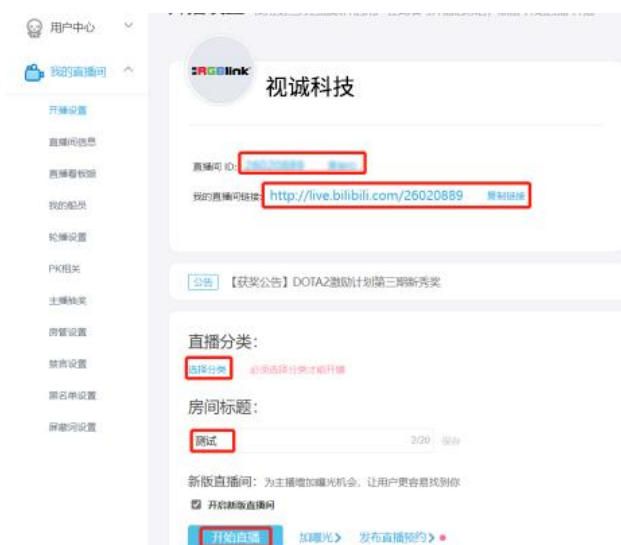 用户中心
我的直播间
开播设置
直播间信息
直播看板娘
我的船员
轮播设置
PK相关
主播抽奖
房管设置
禁言设置
黑名单设置
屏蔽词设置
RGBlink
视诚科技
直播间 ID:
我的直播间链接: http://live.bilibili.com/26020889 复制链接
公告 【获奖公告】DOTA2激励计划第三期新秀奖
直播分类:
选择分类 必须选择分类才能开播
房间标题:
测试 2/20 保存
新版直播间: 为主播增加曝光机会，让用户更容易找到你
开启新版直播间
开始直播 加曝光 发布直播预约